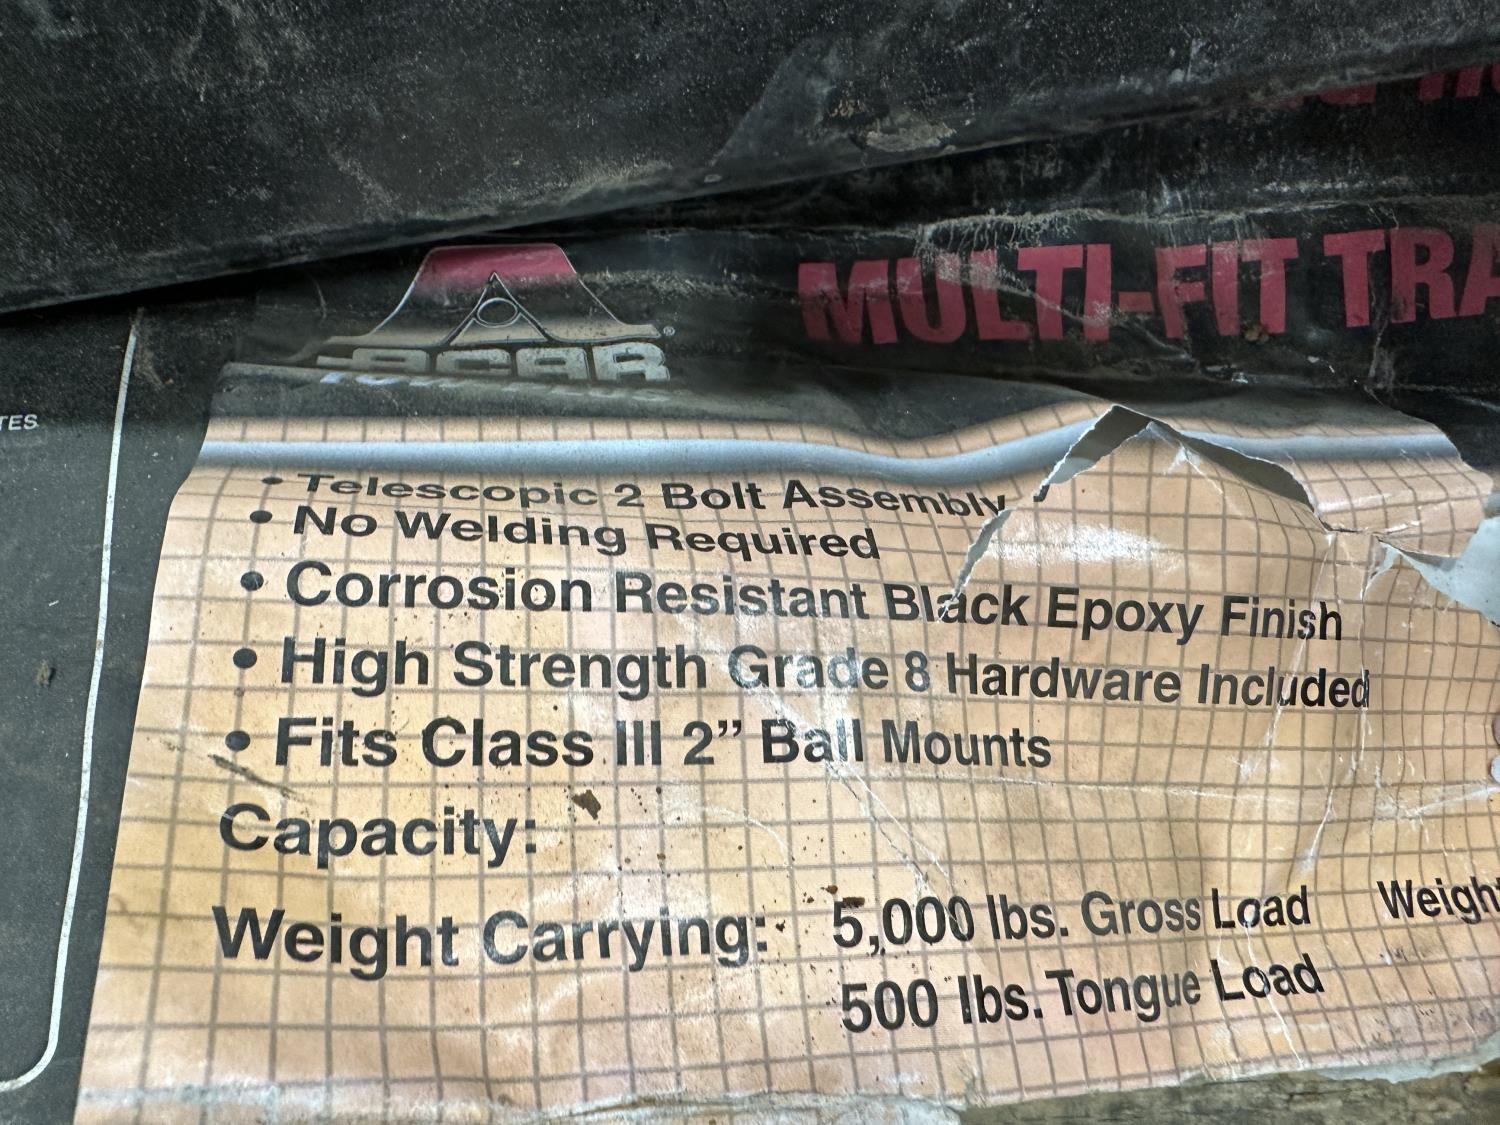 MULTI-FIT TRA
TES
• Telescopic 2 Bolt Assembly
• No Welding Required
• Corrosion Resistant Black Epoxy Finish
• High Strength Grade 8 Hardware Included
• Fits Class III 2” Ball Mounts
Capacity:
Weight Carrying: 5,000 lbs. Gross Load Weight
500 lbs. Tongue Load